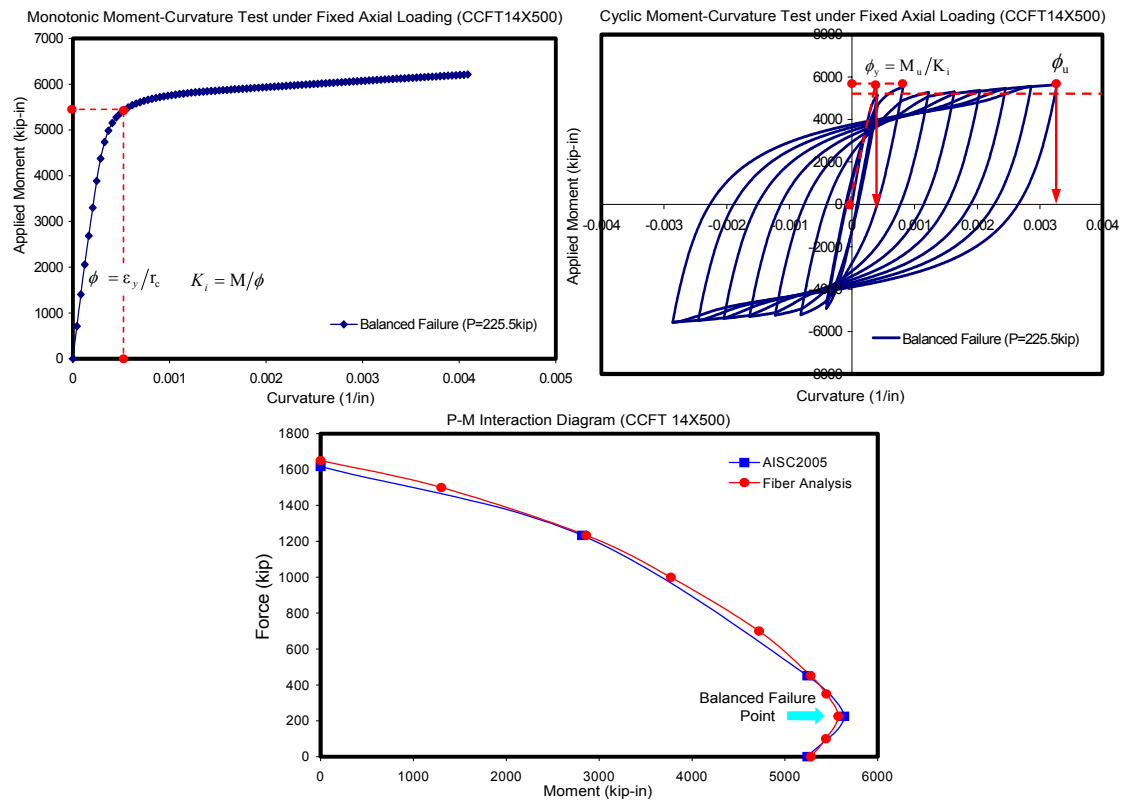 Monotonic Moment-Curvature Test under Fixed Axial Loading (CCFT14X500)
7000
6000
5000
4000
3000
2000
1000
0
Applied Moment (kip-in)
ϕ = ε_y/r_c
K_i = M/ϕ
Balanced Failure (P=225.5kip)
0
0.001
0.002
0.003
0.004
0.005
Curvature (1/in)
Cyclic Moment-Curvature Test under Fixed Axial Loading (CCFT14X500)
8000
6000
4000
2000
0
-2000
-4000
-6000
-8000
Applied Moment (kip-in)
ϕ_y = M_u/K_i
ϕ_u
-0.004
-0.003
-0.002
-0.001
0
0.001
0.002
0.003
0.004
Balanced Failure (P=225.5kip)
Curvature (1/in)
P-M Interaction Diagram (CCFT 14X500)
1800
1600
1400
1200
1000
800
600
400
200
0
Force (kip)
AISC2005
Fiber Analysis
Balanced Failure
Point
0
1000
2000
3000
4000
5000
6000
Moment (kip-in)